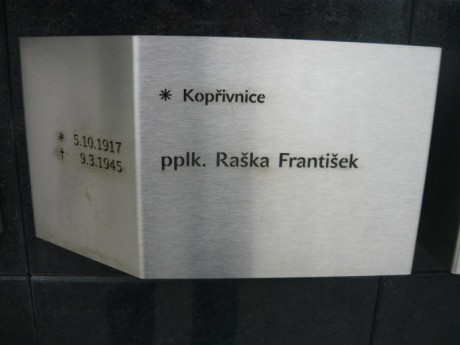 * 5.10.1917
† 9.3.1945
* Kopřivnice
pplk. Raška František